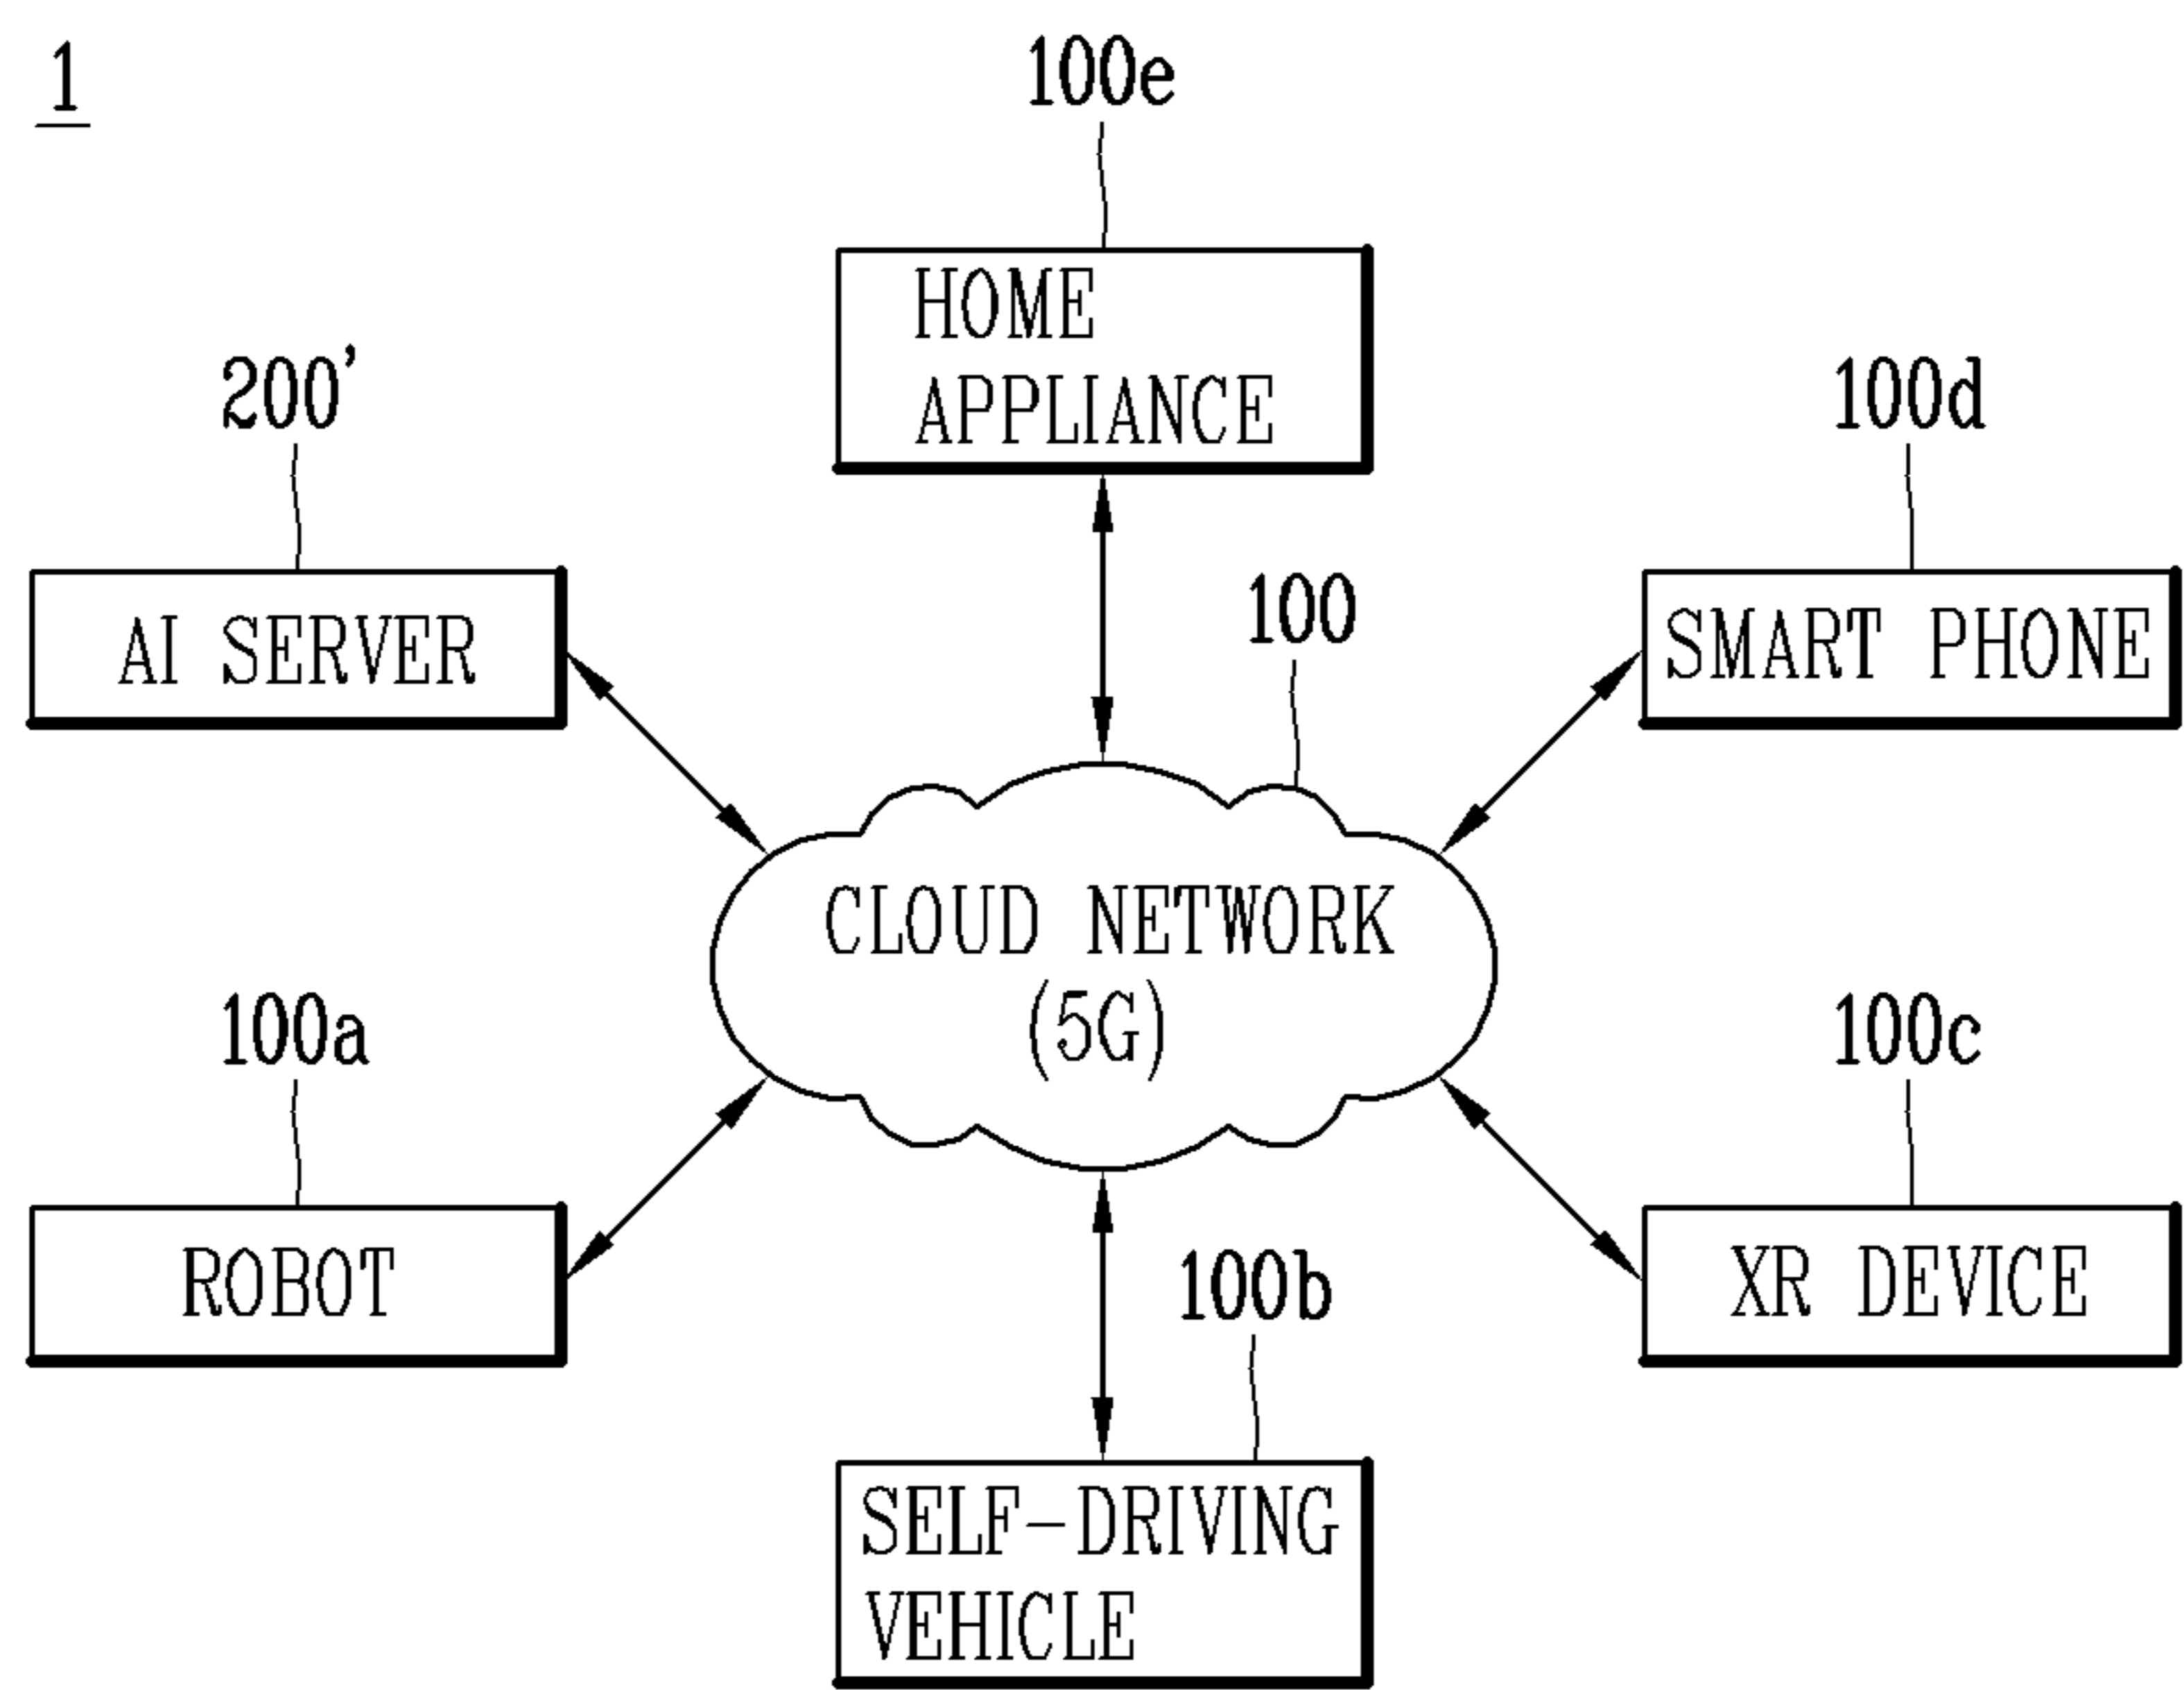 1
100e
HOME
APPLIANCE
200'
100d
AI SERVER
100
SMART PHONE
CLOUD NETWORK
(5G)
100a
100c
ROBOT
100b
XR DEVICE
SELF-DRIVING
VEHICLE